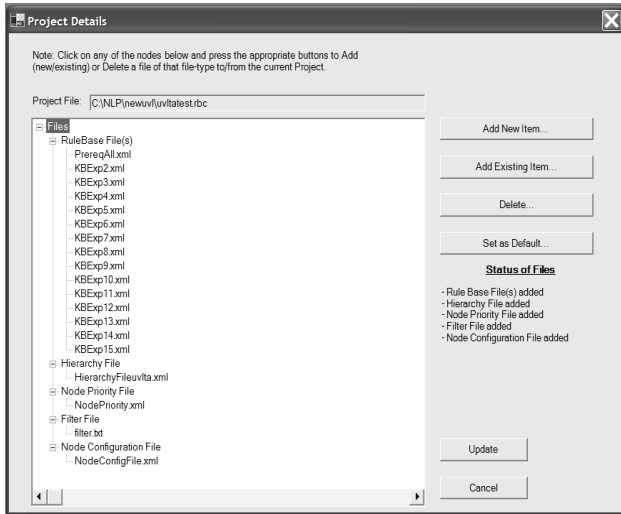 Project Details
Note: Click on any of the nodes below and press the appropriate buttons to Add
(new/existing) or Delete a file of that file-type to/from the current Project.
Project File: C:\NLP\newuvl\uvltatest.rbc
Files
RuleBase File(s)
PrereqAll.xml
KBExp2.xml
KBExp3.xml
KBExp4.xml
KBExp5.xml
KBExp6.xml
KBExp7.xml
KBExp8.xml
KBExp9.xml
KBExp10.xml
KBExp11.xml
KBExp12.xml
KBExp13.xml
KBExp14.xml
KBExp15.xml
Hierarchy File
HierarchyFileuvlta.xml
Node Priority File
NodePriority.xml
Filter File
filter.txt
Node Configuration File
NodeConfigFile.xml
Add New Item...
Add Existing Item...
Delete...
Set as Default...
Status of Files
- Rule Base File(s) added
- Hierarchy File added
- Node Priority File added
- Filter File added
- Node Configuration File added
Update
Cancel